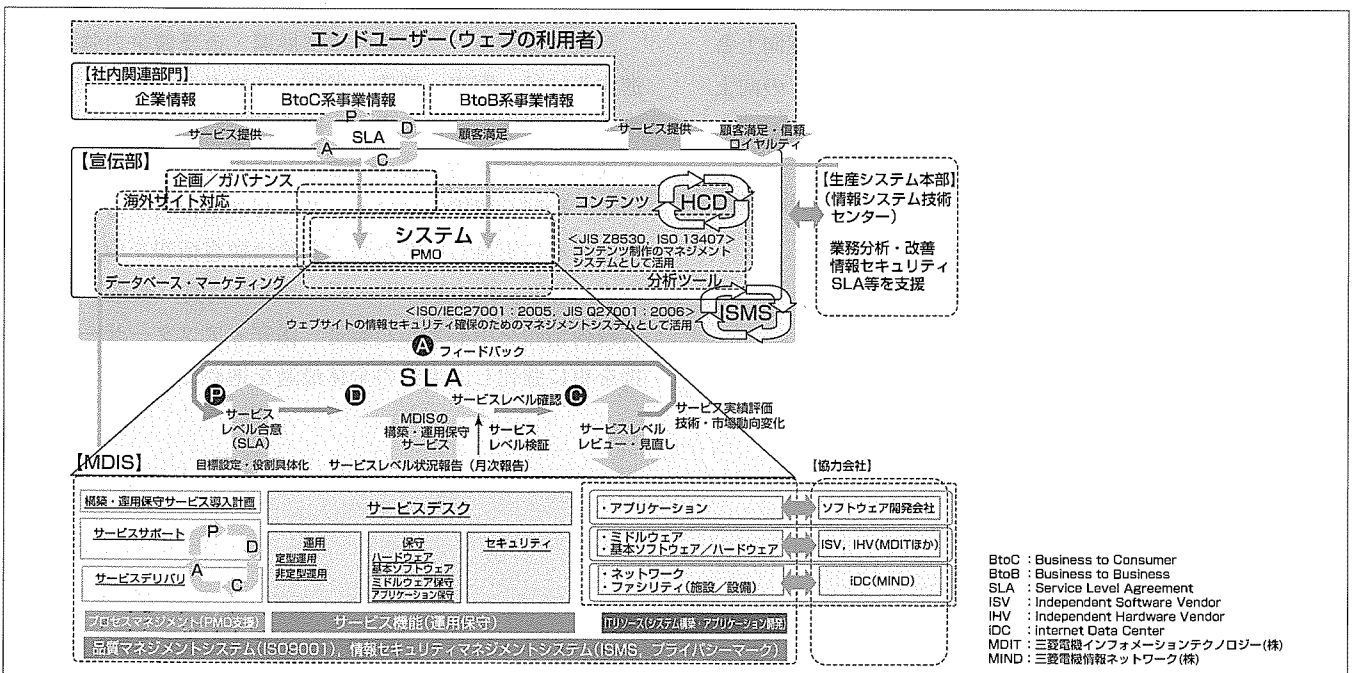 エンドユーザー(ウェブの利用者)
【社内関連部門】
企業情報
BtoC系事業情報
BtoB系事業情報
サービス提供
P
D
SLA
A
C
顧客満足
サービス提供
顧客満足・信頼
ロイヤルティ
【宣伝部】
企画/ガバナンス
海外サイト対応
コンテンツ
HCD
システム
PMO
<JIS Z8530, ISO 13407>
コンテンツ制作のマネジメント
システムとして活用
データベース・マーケティング
分析ツール
【生産システム本部】
(情報システム技術
センター)
業務分析・改善
情報セキュリティ
SLA等を支援
<ISO/IEC27001:2005, JIS Q27001:2006>
ウェブサイトの情報セキュリティ確保のためのマネジメントシステムとして活用
ISMS
A フィードバック
SLA
P
D
サービスレベル確認
C
サービス
レベル合意
(SLA)
MDISの
構築・運用保守
サービス
サービス
レベル検証
サービスレベル
レビュー・見直し
サービス実績評価
技術・市場動向変化
【MDIS】
目標設定・役割具体化
サービスレベル状況報告(月次報告)
【協力会社】
構築・運用保守サービス導入計画
サービスサポート
サービスデリバリ
P
D
A
C
サービスデスク
運用
定型運用
非定型運用
保守
ハードウェア
基本ソフトウェア
ミドルウェア保守
アプリケーション保守
セキュリティ
・アプリケーション
ソフトウェア開発会社
・ミドルウェア
・基本ソフトウェア/ハードウェア
ISV, IHV(MDITほか)
・ネットワーク
・ファシリティ(施設/設備)
iDC(MIND)
プロセスマネジメント(PMO支援)
サービス機能(運用保守)
ITリソース(システム構築・アプリケーション開発)
品質マネジメントシステム(ISO9001), 情報セキュリティマネジメントシステム(ISMS, プライバシーマーク)
BtoC : Business to Consumer
BtoB : Business to Business
SLA : Service Level Agreement
ISV : Independent Software Vendor
IHV : Independent Hardware Vendor
iDC : internet Data Center
MDIT : 三菱電機インフォメーションテクノロジー(株)
MIND : 三菱電機情報ネットワーク(株)